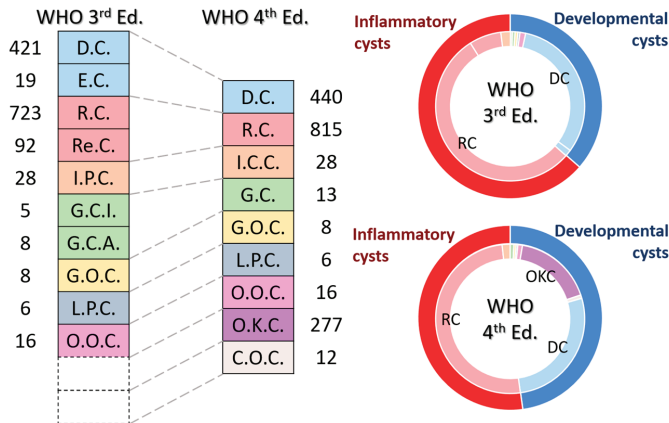 WHO 3rd Ed.
421 D.C.
19 E.C.
723 R.C.
92 Re.C.
28 I.P.C.
5 G.C.I.
8 G.C.A.
8 G.O.C.
6 L.P.C.
16 O.O.C.
WHO 4th Ed.
D.C. 440
R.C. 815
I.C.C. 28
G.C. 13
G.O.C. 8
L.P.C. 6
O.O.C. 16
O.K.C. 277
C.O.C. 12
Inflammatory
cysts
Developmental
cysts
DC
WHO
3rd Ed.
RC
Inflammatory
cysts
Developmental
cysts
OKC
RC
WHO
4th Ed.
DC